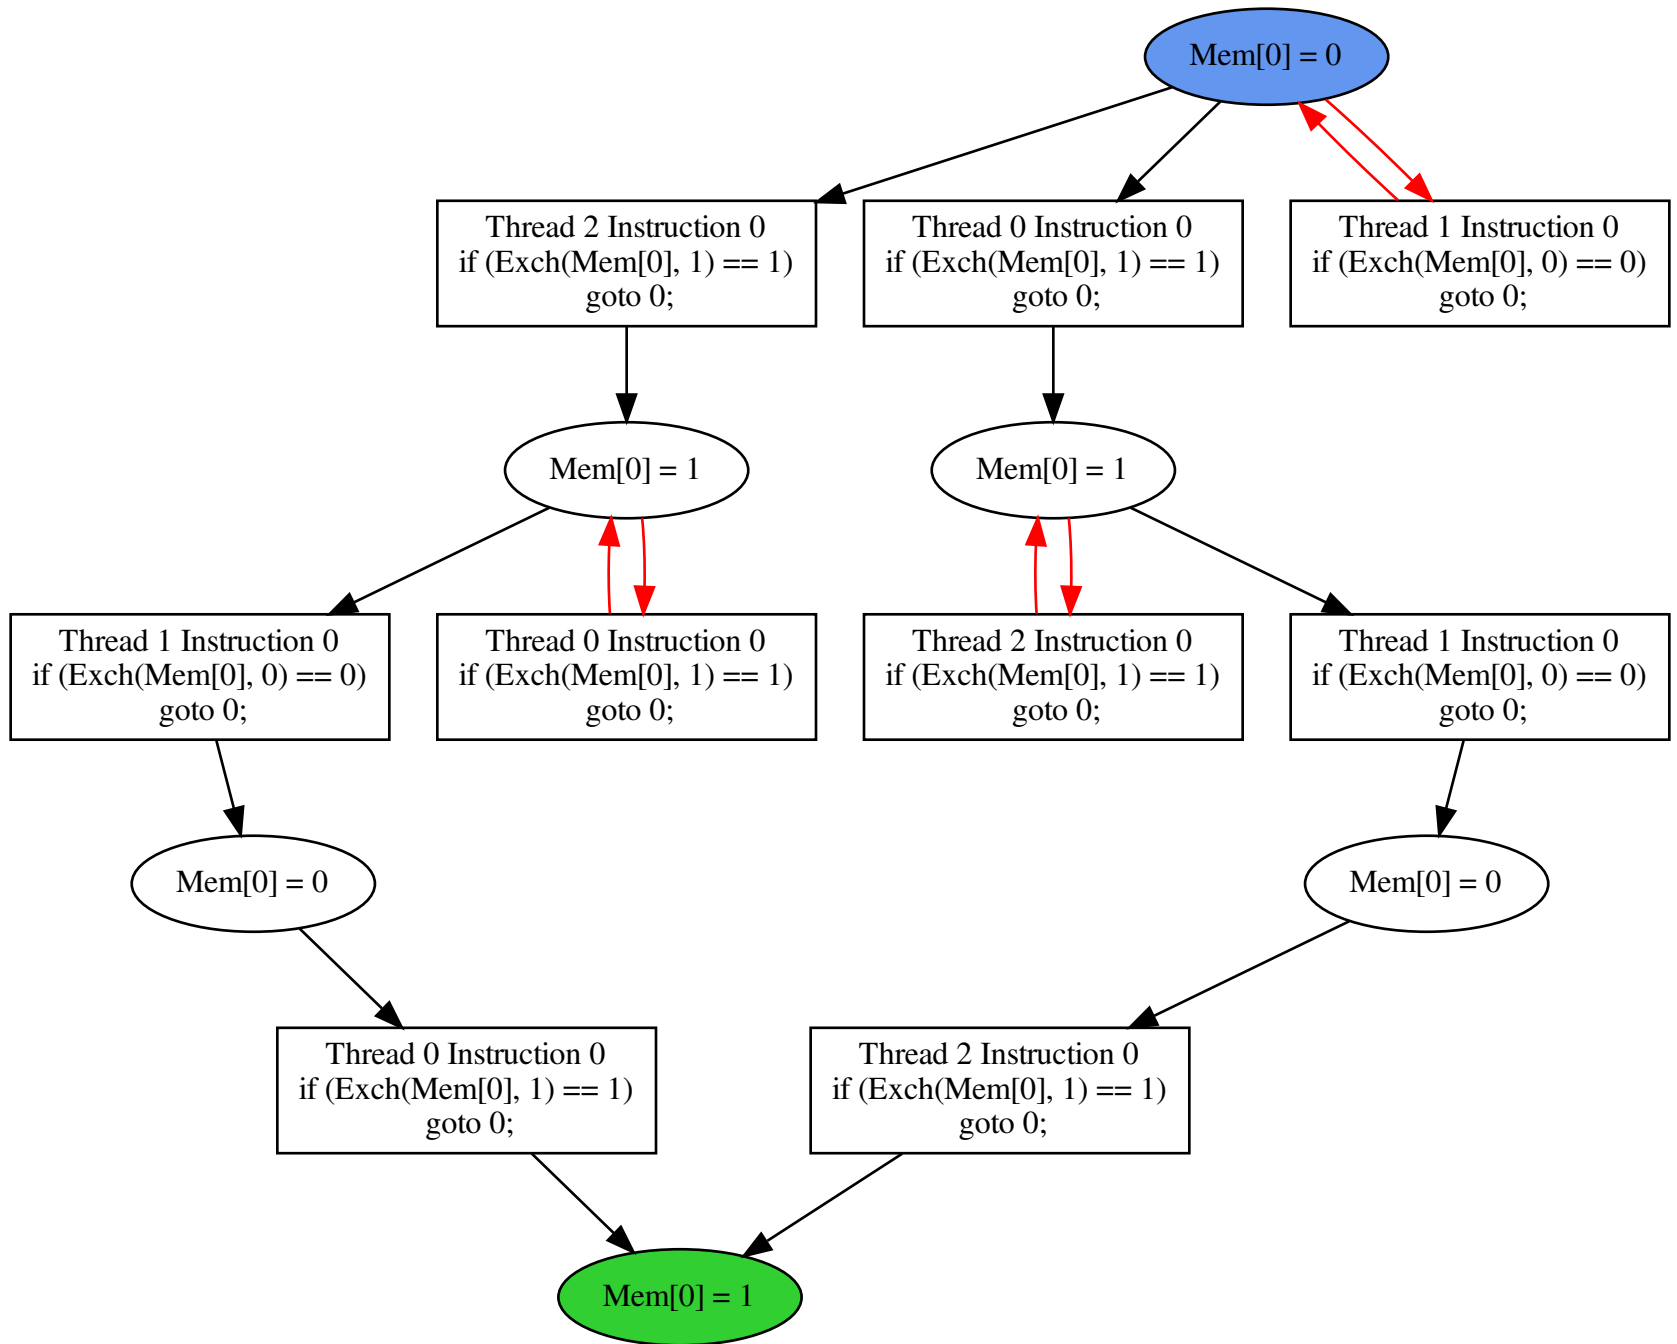 Mem[0] = 0
Thread 2 Instruction 0
if (Exch(Mem[0], 1) == 1)
goto 0;
Thread 0 Instruction 0
if (Exch(Mem[0], 1) == 1)
goto 0;
Thread 1 Instruction 0
if (Exch(Mem[0], 0) == 0)
goto 0;
Mem[0] = 1
Mem[0] = 1
Thread 1 Instruction 0
if (Exch(Mem[0], 0) == 0)
goto 0;
Thread 0 Instruction 0
if (Exch(Mem[0], 1) == 1)
goto 0;
Thread 2 Instruction 0
if (Exch(Mem[0], 1) == 1)
goto 0;
Thread 1 Instruction 0
if (Exch(Mem[0], 0) == 0)
goto 0;
Mem[0] = 0
Mem[0] = 0
Thread 0 Instruction 0
if (Exch(Mem[0], 1) == 1)
goto 0;
Thread 2 Instruction 0
if (Exch(Mem[0], 1) == 1)
goto 0;
Mem[0] = 1